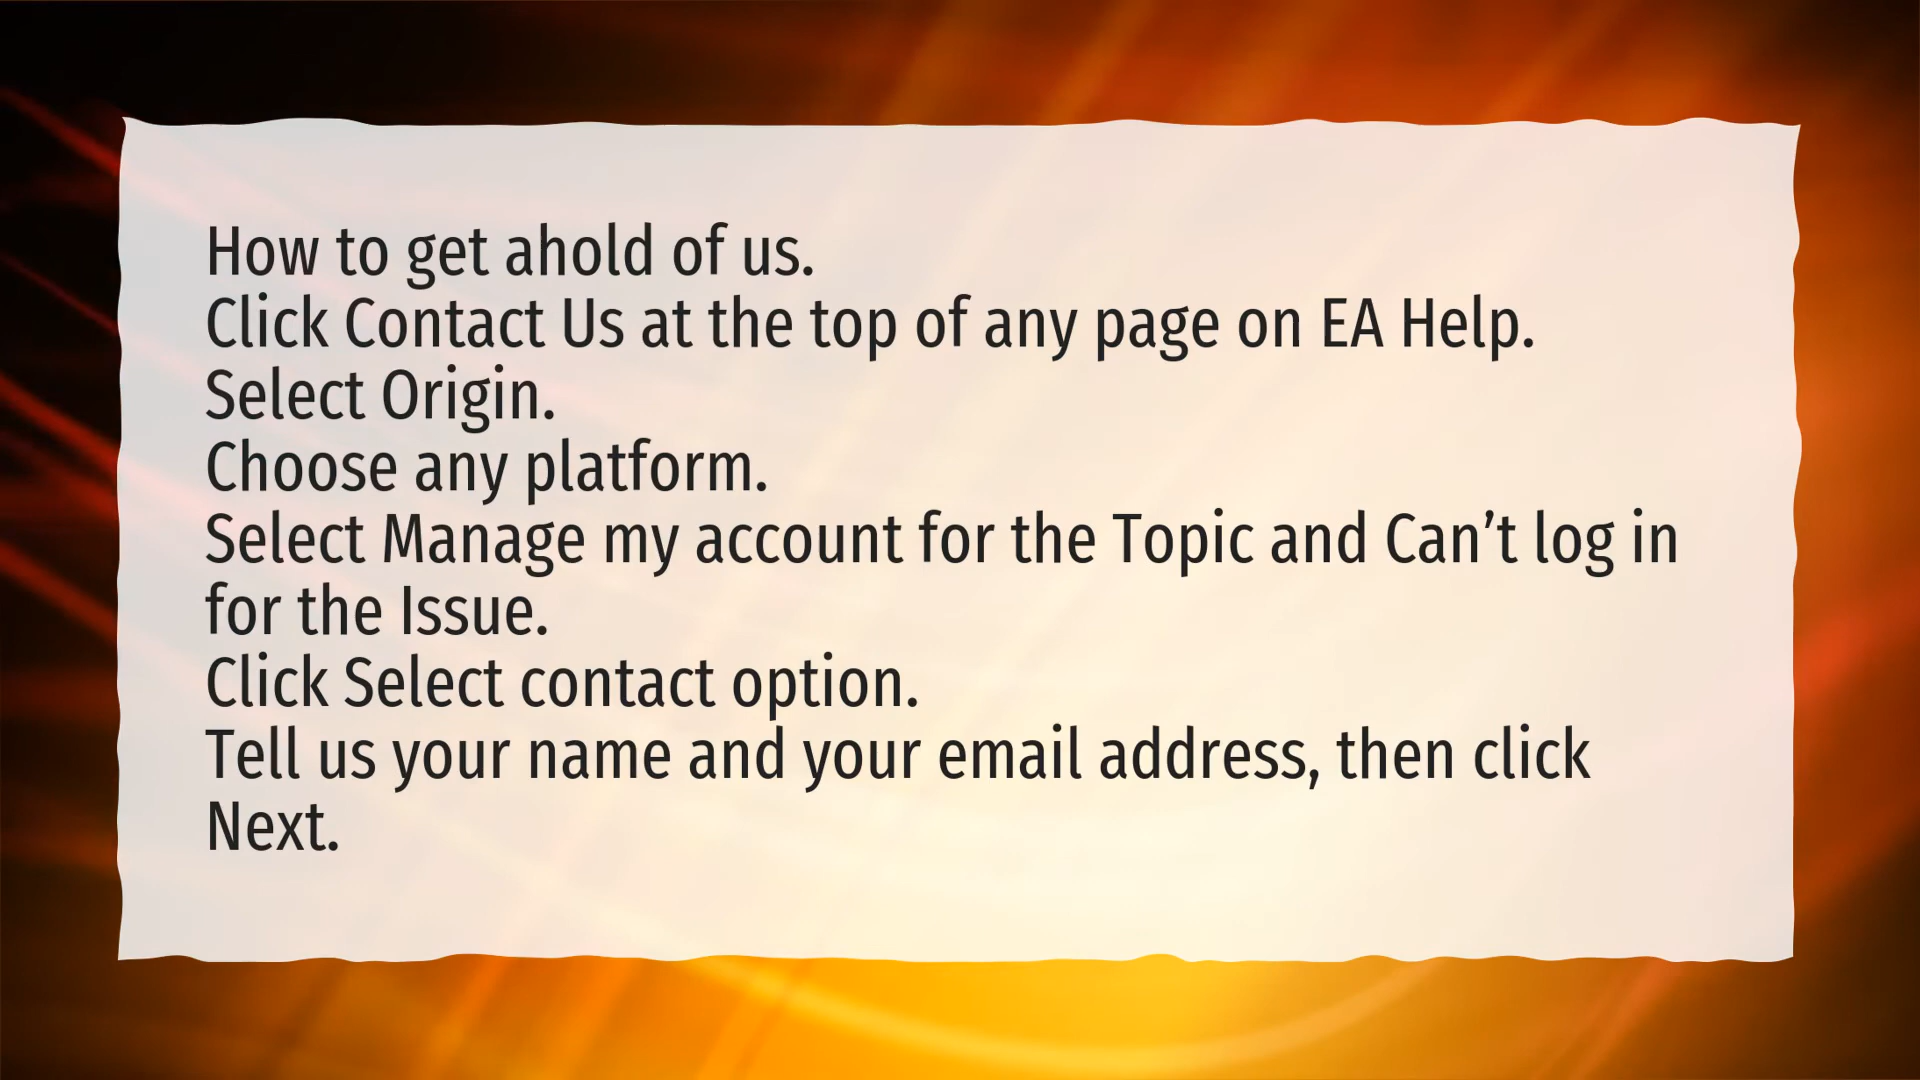 How to get ahold of us.
Click Contact Us at the top of any page on EA Help.
Select Origin.
Choose any platform.
Select Manage my account for the Topic and Can’t log in
for the Issue.
Click Select contact option.
Tell us your name and your email address, then click
Next.